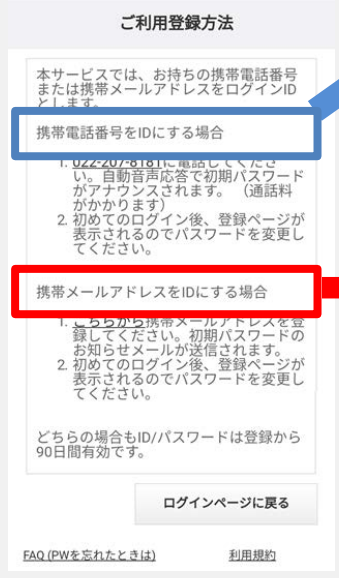 ご利用登録方法
本サービスでは、お持ちの携帯電話番号
または携帯メールアドレスをログインID
とします。
携帯電話番号をIDにする場合
1. 022-207-8181に電話してくださ
い。自動音声応答で初期パスワード
がアナウンスされます。（通話料
がかかります）
2. 初めてのログイン後、登録ページが
表示されるのでパスワードを変更し
てください。
携帯メールアドレスをIDにする場合
1. こちらから携帯メールアドレスを登
録してください。初期パスワードの
お知らせメールが送信されます。
2. 初めてのログイン後、登録ページが
表示されるのでパスワードを変更し
てください。
どちらの場合もID/パスワードは登録から
90日間有効です。
ログインページに戻る
FAQ (PWを忘れたときは)
利用規約